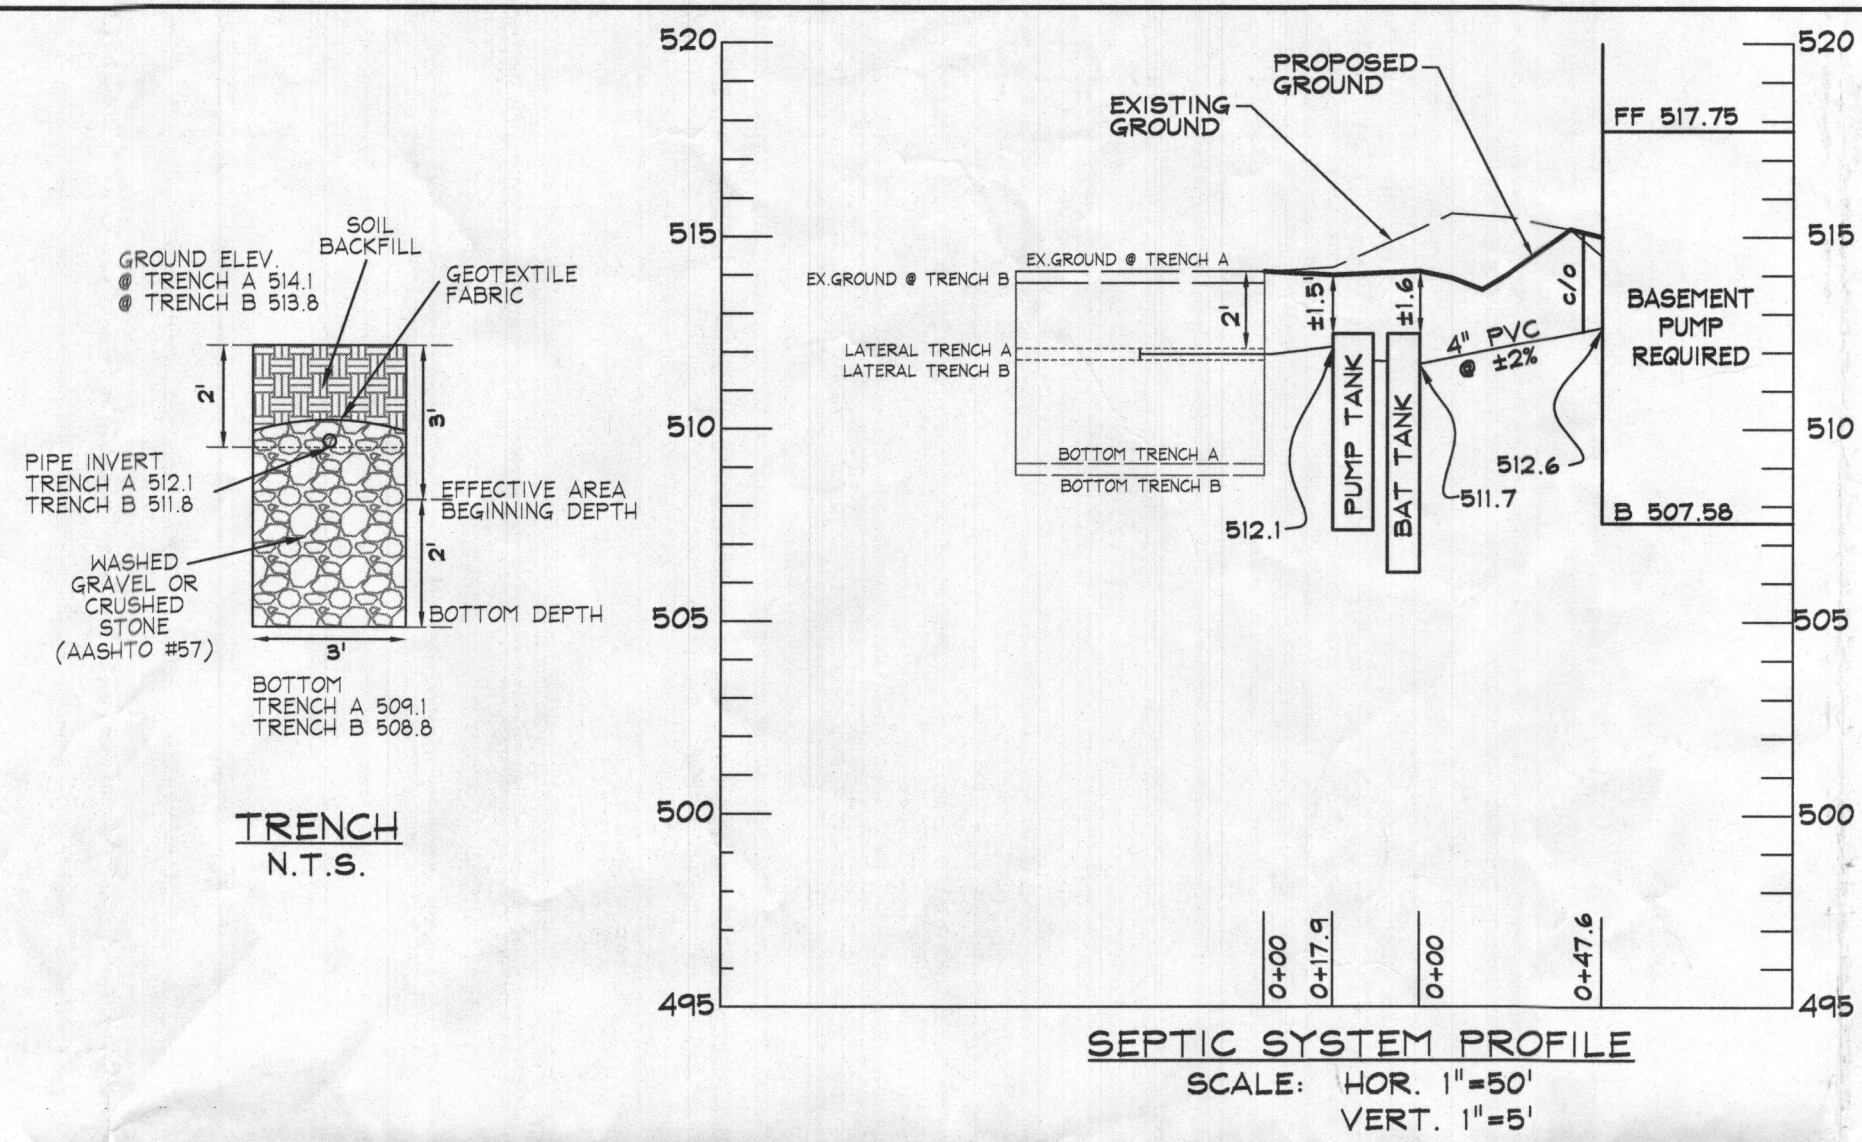 SOIL
BACKFILL
GROUND ELEV.
@ TRENCH A 514.1
@ TRENCH B 513.8
GEOTEXTILE
FABRIC
2'
3'
PIPE INVERT
TRENCH A 512.1
TRENCH B 511.8
EFFECTIVE AREA
BEGINNING DEPTH
2'
WASHED
GRAVEL OR
CRUSHED
STONE
(AASHTO #57)
BOTTOM DEPTH
3'
BOTTOM
TRENCH A 509.1
TRENCH B 508.8
TRENCH
N.T.S.
520
515
510
505
500
495
EXISTING
GROUND
PROPOSED
GROUND
EX.GROUND @ TRENCH A
EX.GROUND @ TRENCH B
2'
±1.5'
±1.6
LATERAL TRENCH A
LATERAL TRENCH B
BOTTOM TRENCH A
BOTTOM TRENCH B
PUMP TANK
BAT TANK
4" PVC
@ ±2%
c/o
512.1
511.7
512.6
FF 517.75
BASEMENT
PUMP
REQUIRED
B 507.58
520
515
510
505
500
495
0+00
0+17.9
0+00
0+47.6
SEPTIC SYSTEM PROFILE
SCALE: HOR. 1"=50'
VERT. 1"=5'